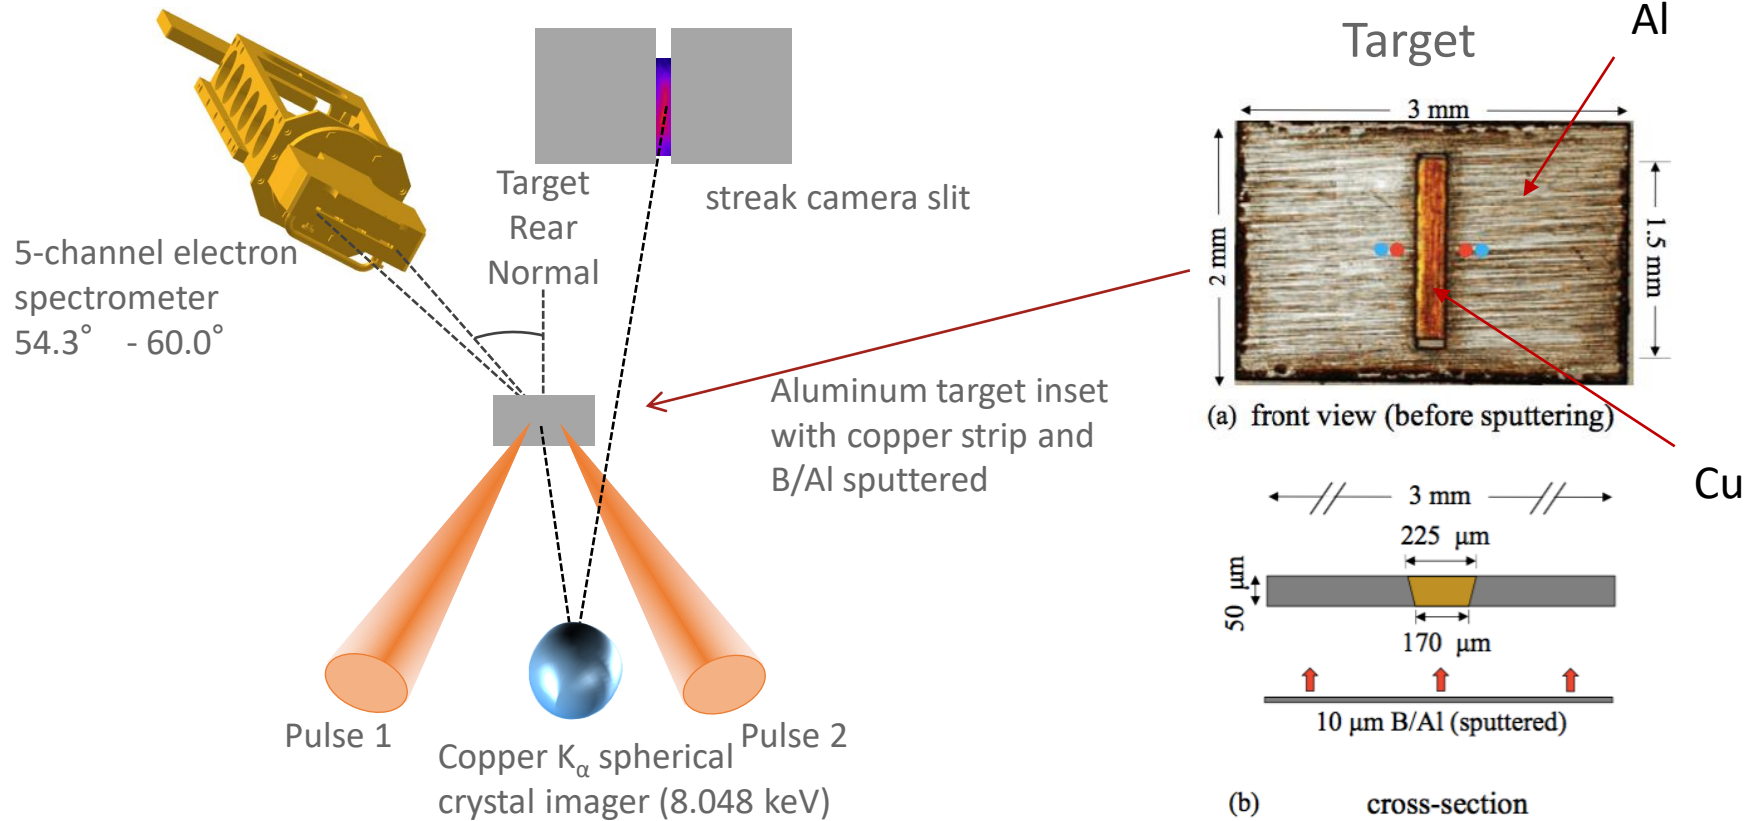 Target
Al
3 mm
2 mm
1.5 mm
(a) front view (before sputtering)
Cu
3 mm
225 μm
50 μm
170 μm
10 μm B/Al (sputtered)
(b) cross-section
streak camera slit
Target
Rear
Normal
5-channel electron
spectrometer
54.3° - 60.0°
Aluminum target inset
with copper strip and
B/Al sputtered
Pulse 1
Pulse 2
Copper Kα spherical
crystal imager (8.048 keV)